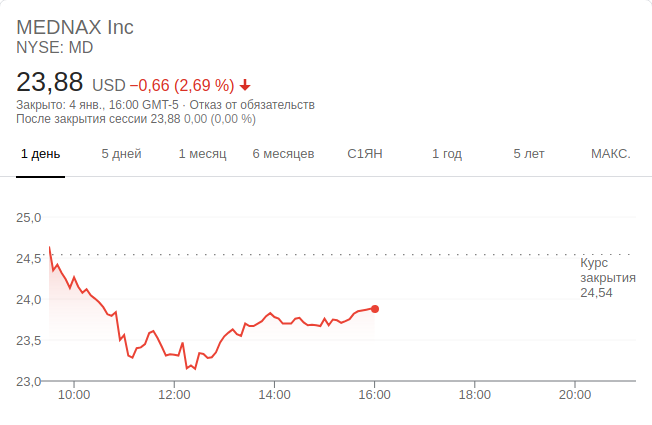 MEDNAX Inc
NYSE: MD
23,88 USD −0,66 (2,69 %)
Закрыто: 4 янв., 16:00 GMT-5 · Отказ от обязательств
После закрытия сессии 23,88 0,00 (0,00 %)
1 день 5 дней 1 месяц 6 месяцев С1ЯН 1 год 5 лет МАКС.
25,0
24,5
Курс
закрытия
24,54
24,0
23,5
23,0
10:00 12:00 14:00 16:00 18:00 20:00